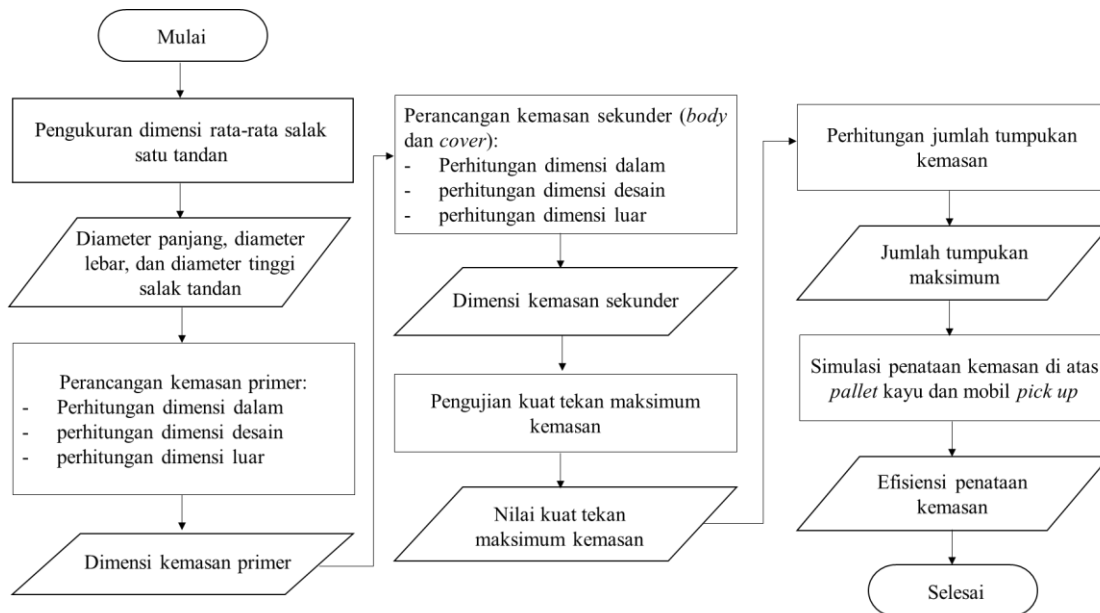 Mulai
Pengukuran dimensi rata-rata salak
satu tandan
Diameter panjang, diameter
lebar, dan diameter tinggi
salak tandan
Perancangan kemasan primer:
- Perhitungan dimensi dalam
- perhitungan dimensi desain
- perhitungan dimensi luar
Dimensi kemasan primer
Perancangan kemasan sekunder (body
dan cover):
- Perhitungan dimensi dalam
- perhitungan dimensi desain
- perhitungan dimensi luar
Dimensi kemasan sekunder
Pengujian kuat tekan maksimum
kemasan
Nilai kuat tekan
maksimum kemasan
Perhitungan jumlah tumpukan
kemasan
Jumlah tumpukan
maksimum
Simulasi penataan kemasan di atas
pallet kayu dan mobil pick up
Efisiensi penataan
kemasan
Selesai